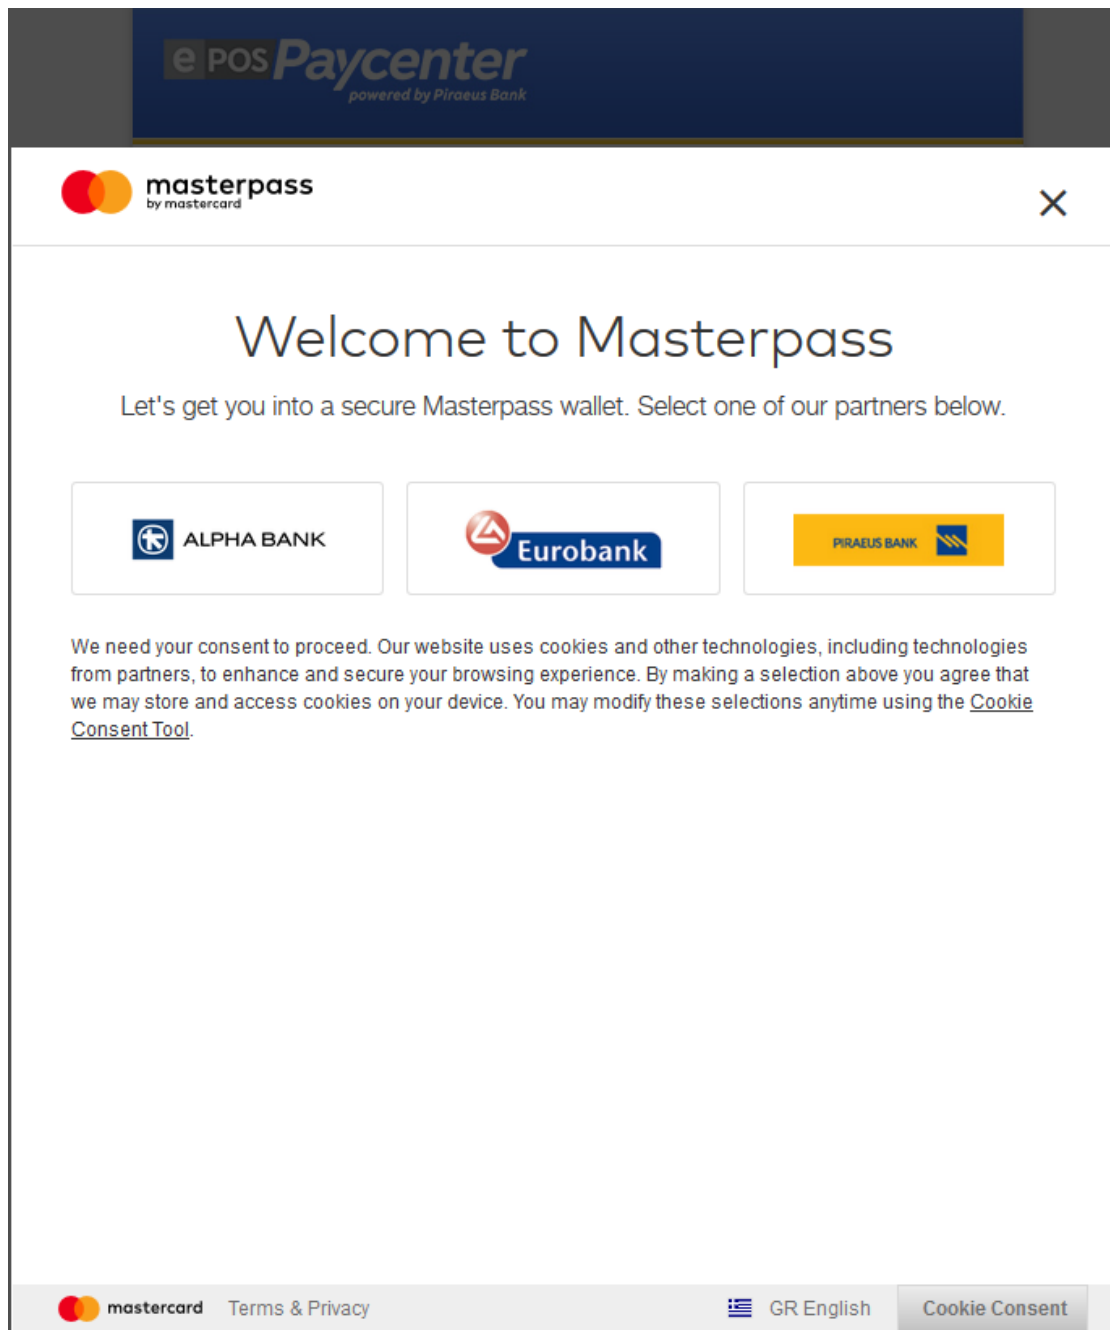 e POS Paycenter
powered by Piraeus Bank
masterpass
by mastercard
Welcome to Masterpass
Let's get you into a secure Masterpass wallet. Select one of our partners below.
ALPHA BANK
Eurobank
PIRAEUS BANK
We need your consent to proceed. Our website uses cookies and other technologies, including technologies
from partners, to enhance and secure your browsing experience. By making a selection above you agree that
we may store and access cookies on your device. You may modify these selections anytime using the Cookie
Consent Tool.
mastercard Terms & Privacy GR English Cookie Consent